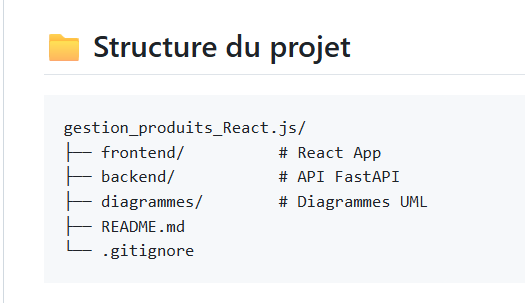 Structure du projet
gestion_produits_React.js/
├── frontend/          # React App
├── backend/           # API FastAPI
├── diagrammes/        # Diagrammes UML
├── README.md
└── .gitignore